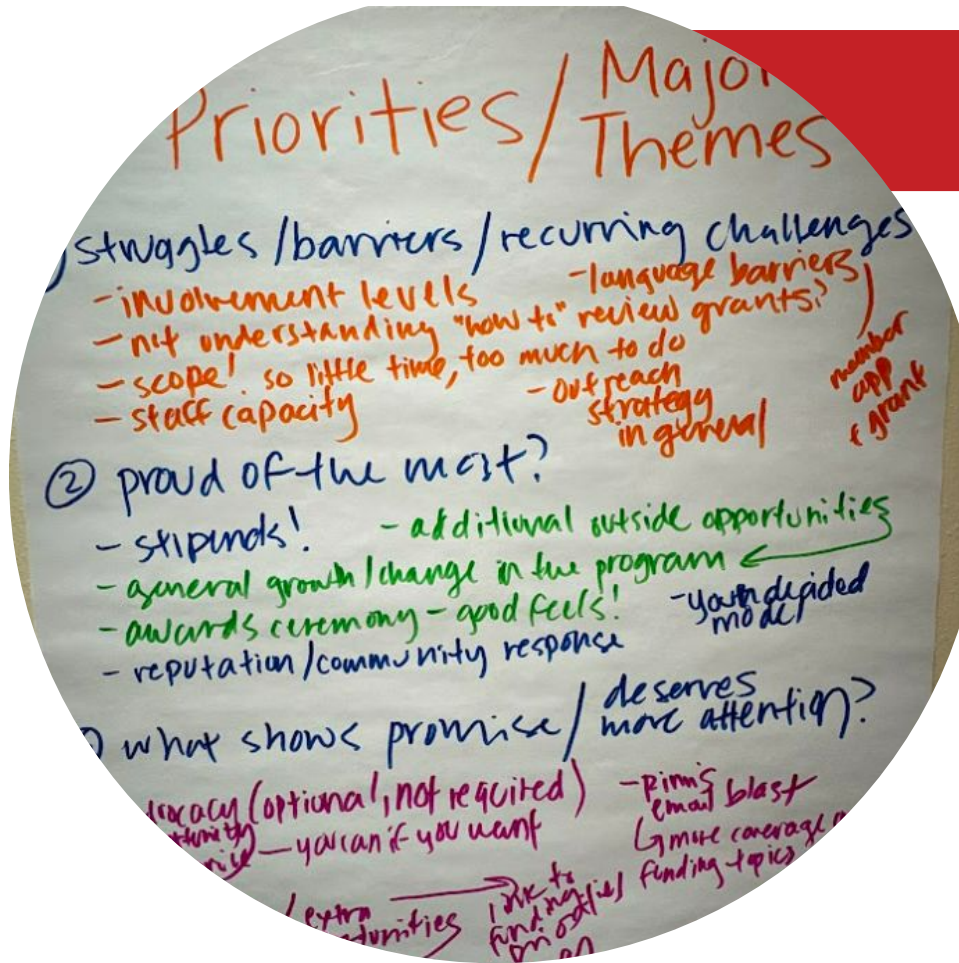 Priorities / Major
Themes
struggles / barriers / recurring challenges
- involvement levels
- language barriers
- not understanding "how to" review grants?
- scope! so little time, too much to do
- staff capacity
- outreach
strategy
in general
member
app
grant
② proud of the most?
- stipends!
- additional outside opportunities
- general growth / change in the program
- awards ceremony - good feels!
- youth decided
model
- reputation / community response
what shows promise / deserves
more attention?
(optional, not required)
- you can if you want
email blast
↳ more coverage
funding topics
extra
link to
funding